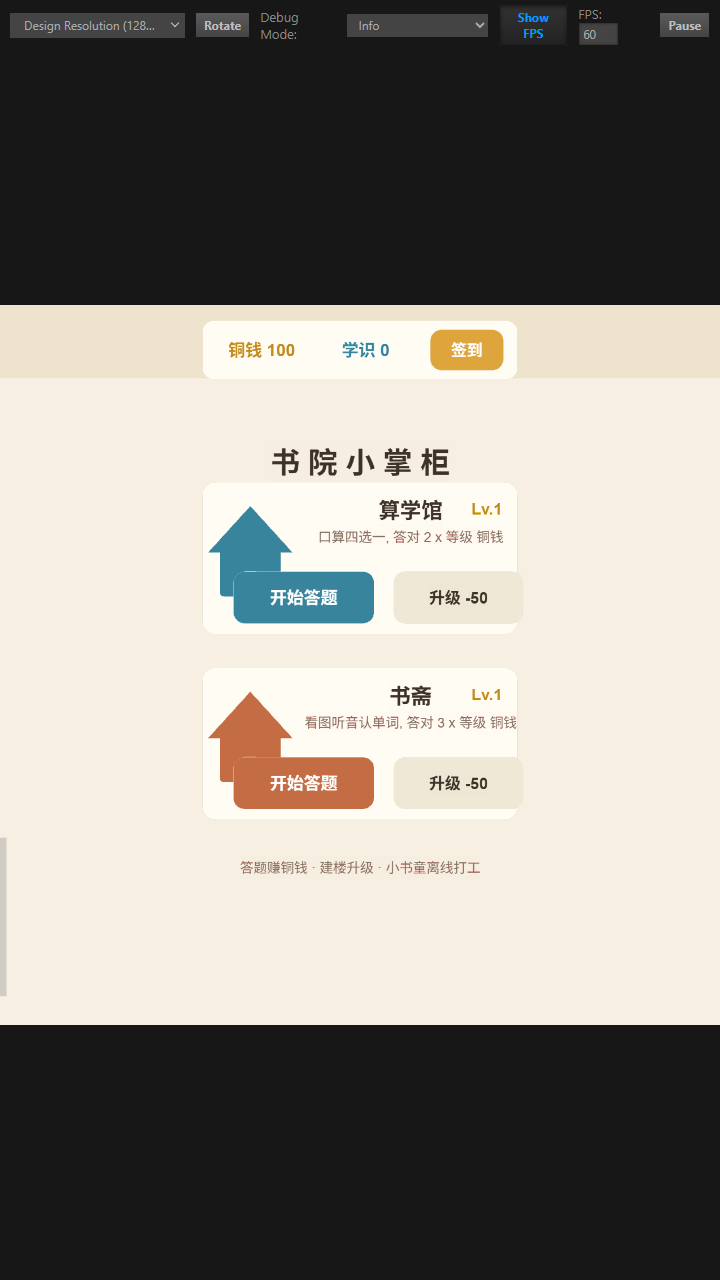 Design Resolution (128...
Rotate
Debug Mode:
Info
Show FPS
FPS:
60
Pause
铜钱 100
学识 0
签到
书院小掌柜
算学馆
Lv.1
口算四选一, 答对 2 x 等级 铜钱
开始答题
升级 -50
书斋
Lv.1
看图听音认单词, 答对 3 x 等级 铜钱
开始答题
升级 -50
答题赚铜钱 · 建楼升级 · 小书童离线打工